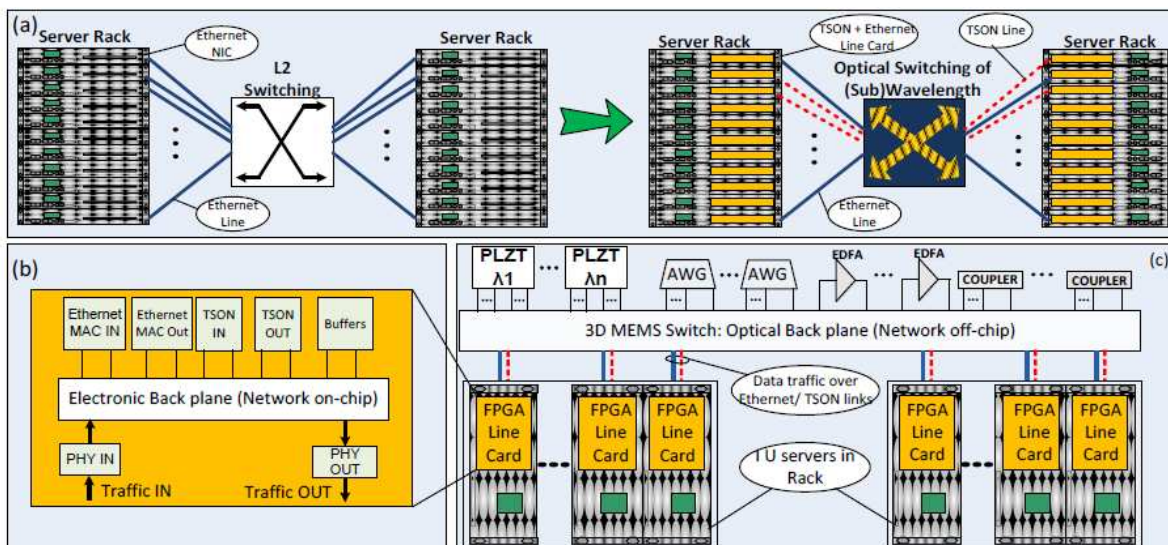 (a)
Server Rack
Ethernet
NIC
L2
Switching
Ethernet
Line
Server Rack
Server Rack
TSON + Ethernet
Line Card
Optical Switching of
(Sub)Wavelength
TSON Line
Server Rack
Ethernet
Line
(b)
Ethernet
MAC IN
Ethernet
MAC Out
TSON
IN
TSON
OUT
Buffers
Electronic Back plane (Network on-chip)
PHY IN
PHY
OUT
Traffic IN
Traffic OUT
(c)
PLZT
λ1
PLZT
λn
AWG
AWG
EDFA
EDFA
COUPLER
COUPLER
3D MEMS Switch: Optical Back plane (Network off-chip)
Data traffic over
Ethernet/ TSON links
FPGA
Line
Card
FPGA
Line
Card
FPGA
Line
Card
FPGA
Line
Card
FPGA
Line
Card
FPGA
Line
Card
1 U servers in
Rack